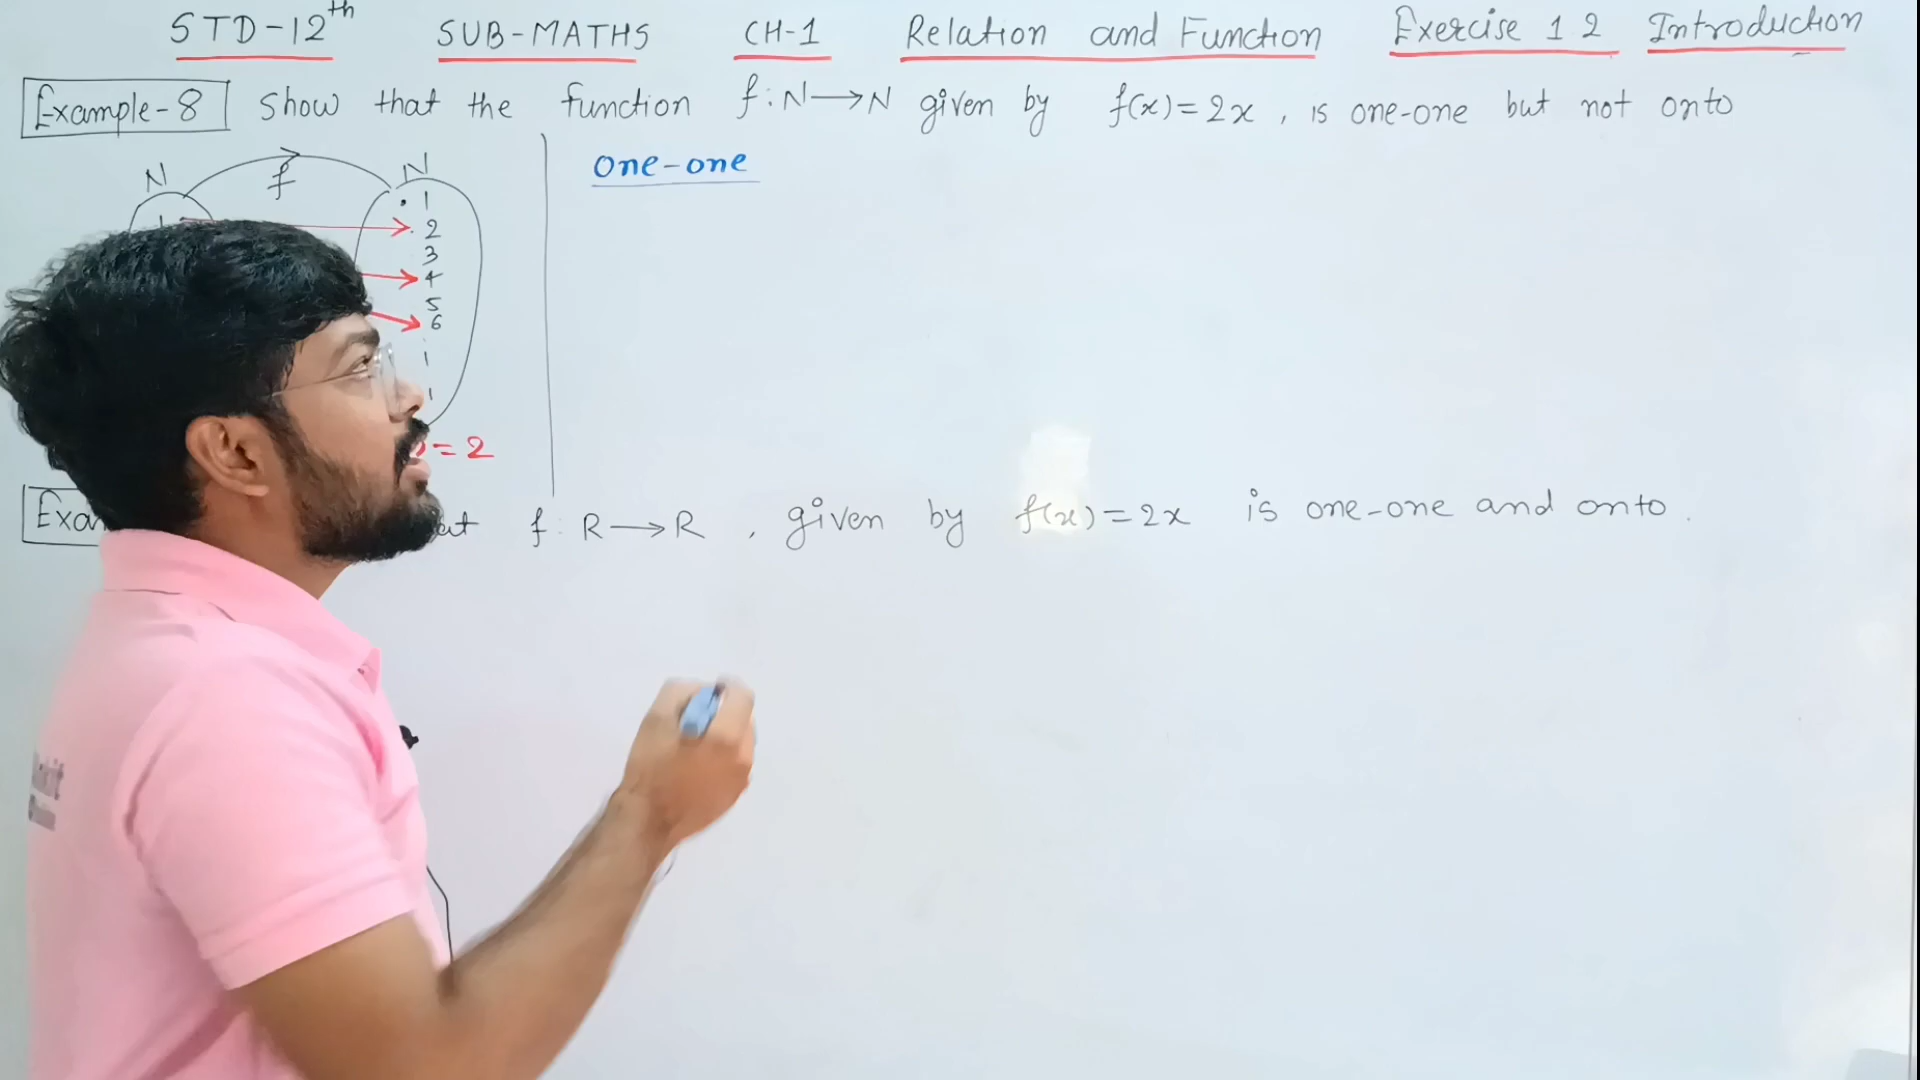 STD-12th SUB-MATHS CH-1 Relation and Function Exercise 1.2 Introduction
Example-8 Show that the function f: N→N given by f(x)=2x, is one-one but not onto
N f N
one-one
1
1
2
3
4
5
6
= 2
f: R→R, given by f(x)=2x is one-one and onto.